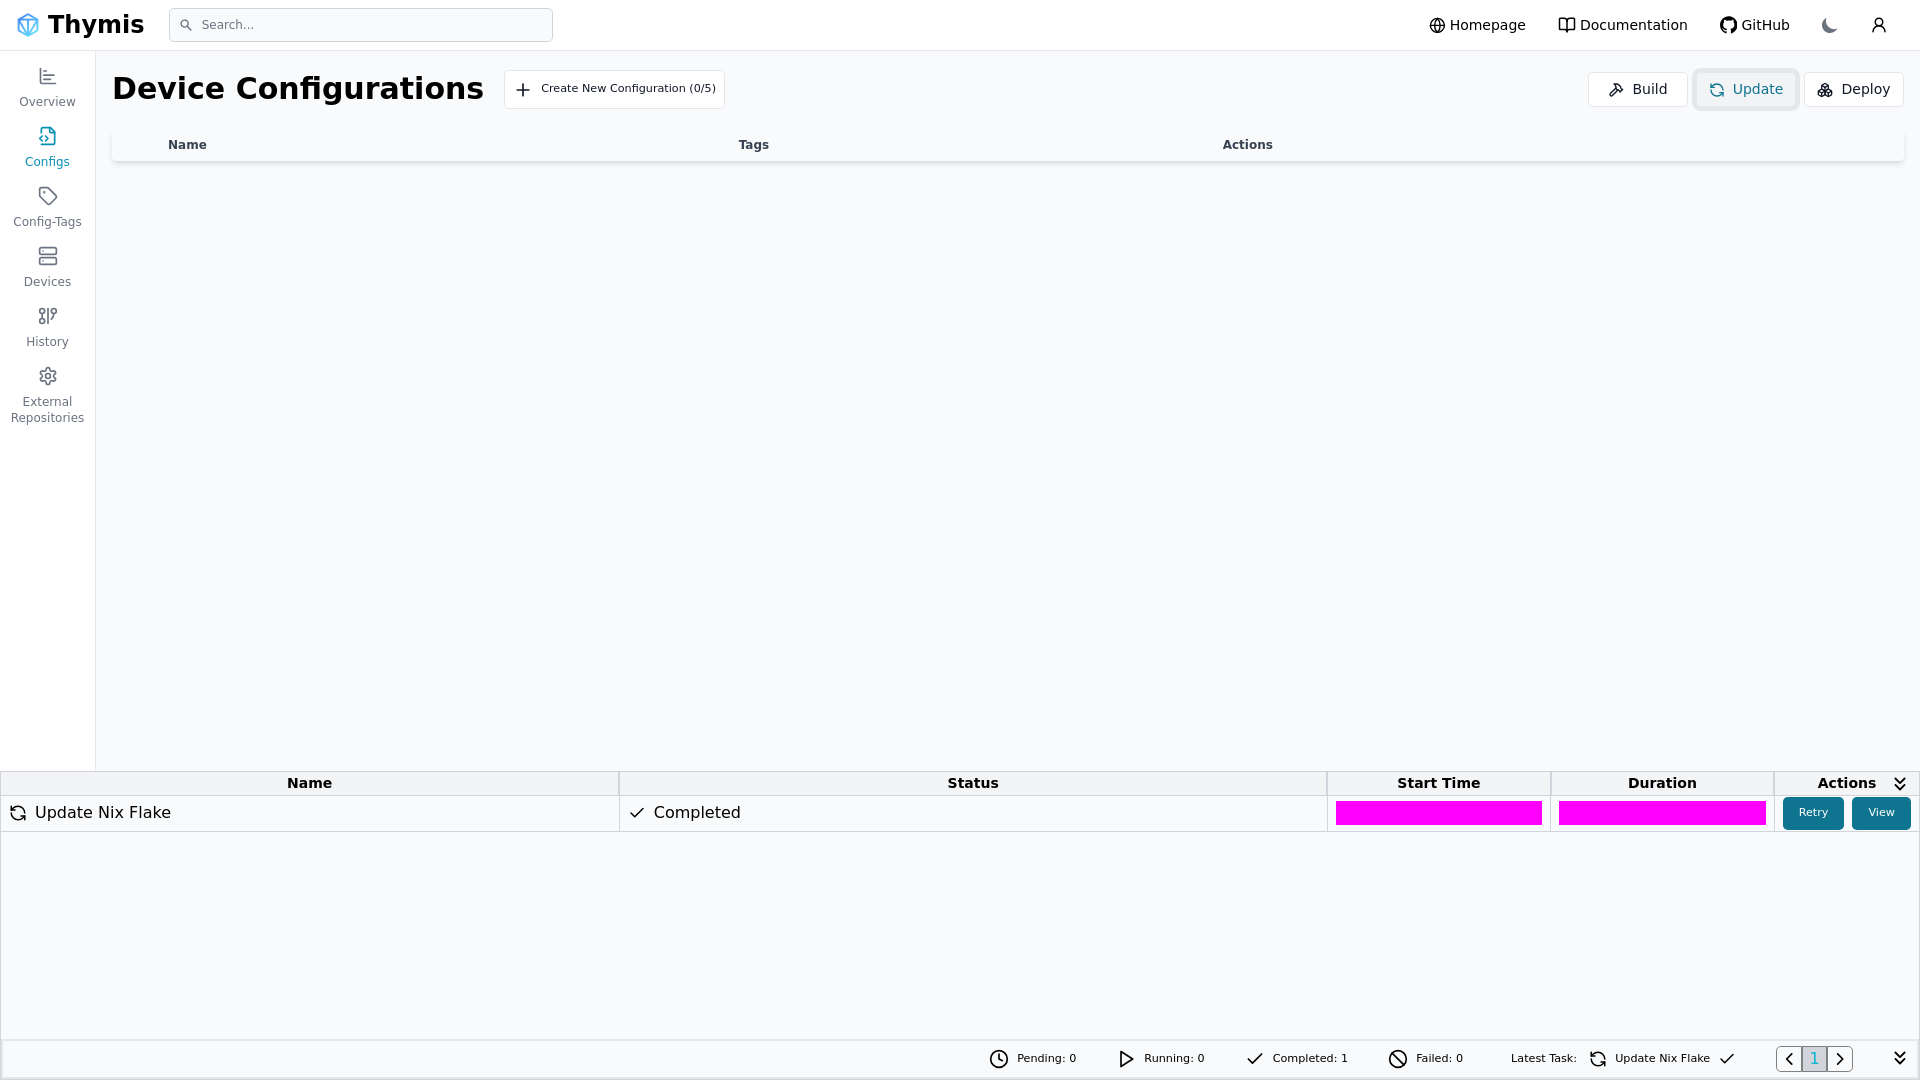 Thymis
Search...
Homepage
Documentation
GitHub
Overview
Configs
Config-Tags
Devices
History
External
Repositories
Device Configurations
Create New Configuration (0/5)
Build
Update
Deploy
Name Tags Actions
Name Status Start Time Duration Actions
Update Nix Flake Completed Retry View
Pending: 0 Running: 0 Completed: 1 Failed: 0 Latest Task: Update Nix Flake 1